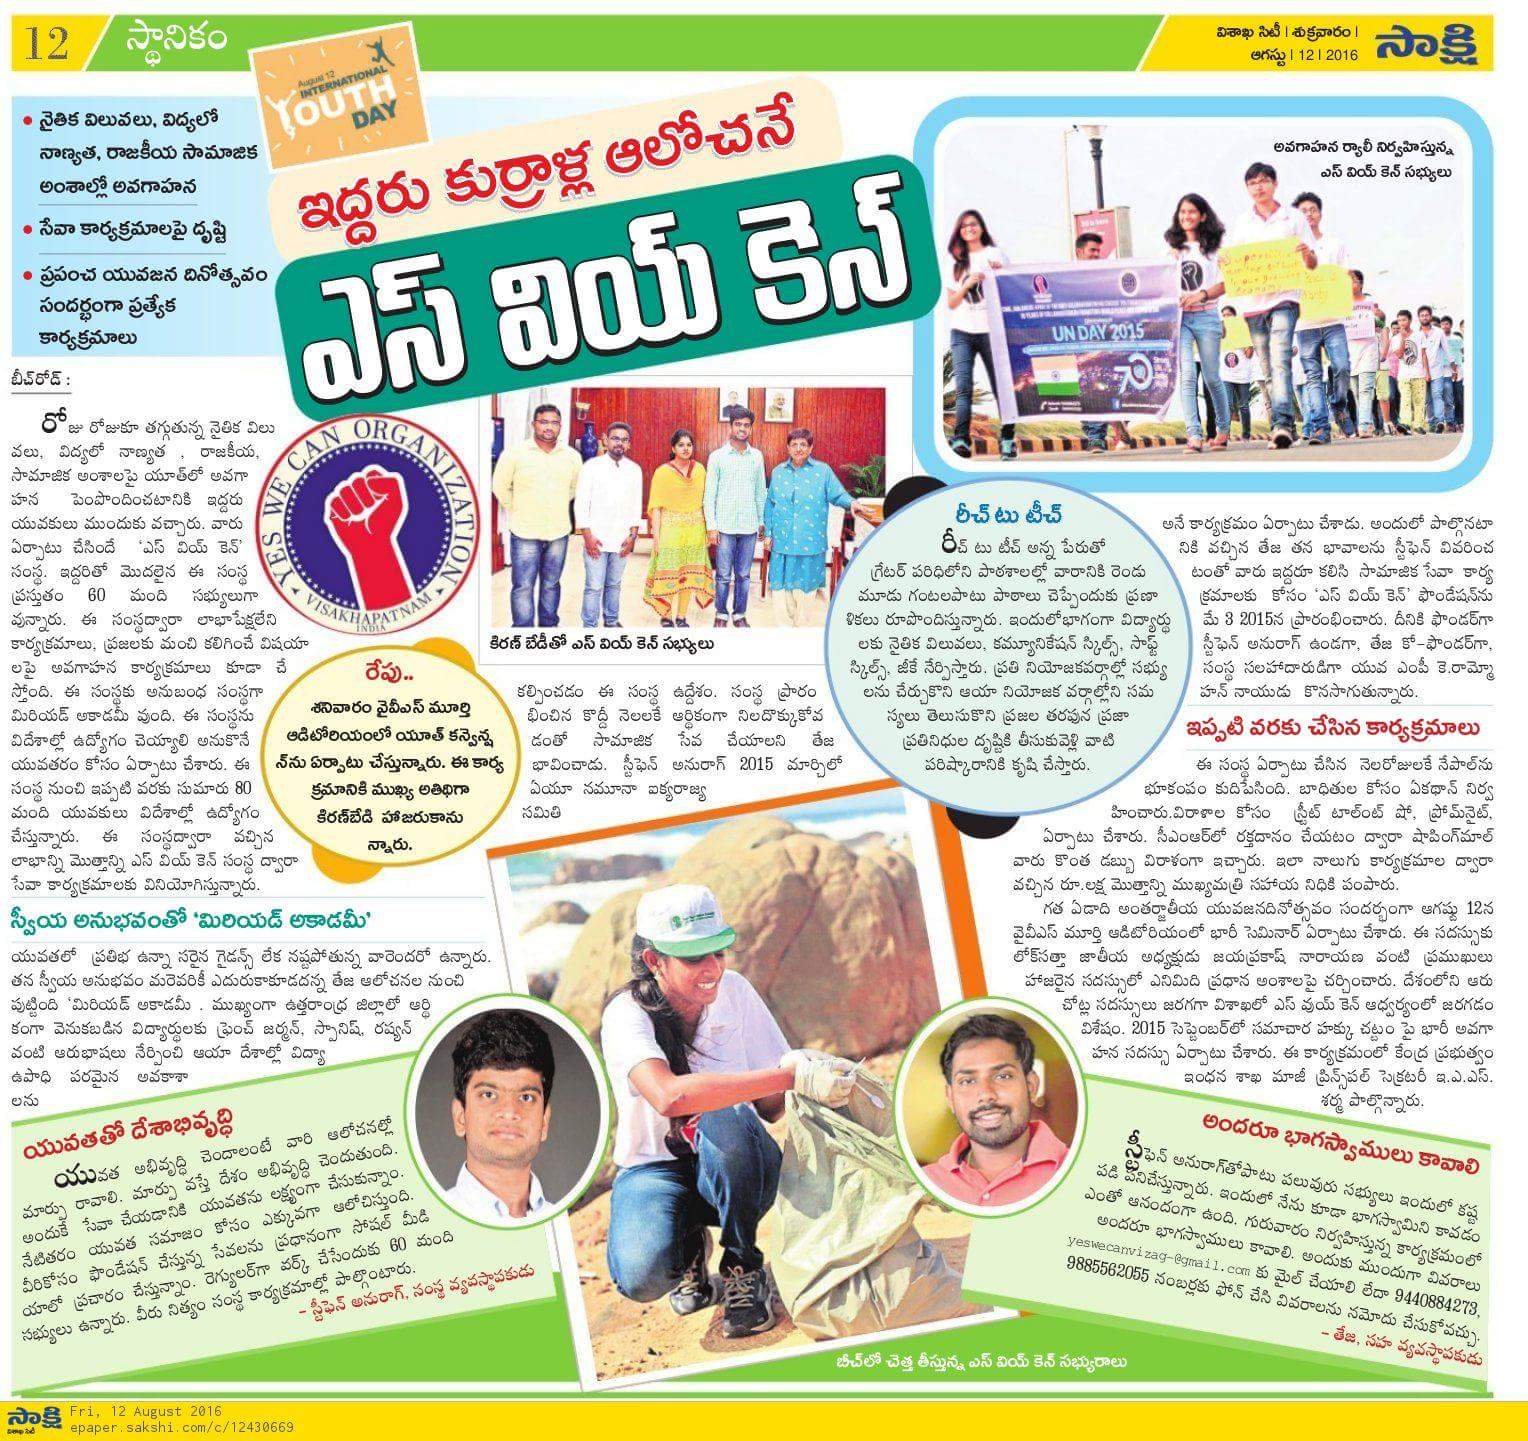 12
స్థానికం
విశాఖ సిటీ | శుక్రవారం |
ఆగస్టు | 12 | 2016
సాక్షి
August 12
INTERNATIONAL
YOUTH
DAY
• నైతిక విలువలు, విద్యలో
నాణ్యత, రాజకీయ సామాజిక
అంశాల్లో అవగాహన
• సేవా కార్యక్రమాలపై దృష్టి
• ప్రపంచ యువజన దినోత్సవం
సందర్భంగా ప్రత్యేక
కార్యక్రమాలు
ఇద్దరు కుర్రాళ్ల ఆలోచనే
ఎస్ వియ్ కెన్
అవగాహన ర్యాలీ నిర్వహిస్తున్న
ఎస్ వియ్ కెన్ సభ్యులు
UN DAY 2015
70
బీచ్‌రోడ్ :
రోజు రోజుకూ తగ్గుతున్న నైతిక విలు
వలు, విద్యలో నాణ్యత , రాజకీయ,
సామాజిక అంశాలపై యూత్‌లో అవగా
హన పెంపొందించటానికి ఇద్దరు
యువకులు ముందుకు వచ్చారు. వారు
ఏర్పాటు చేసిందే ‘ఎస్ వియ్ కెన్’
సంస్థ. ఇద్దరితో మొదలైన ఈ సంస్థ
ప్రస్తుతం 60 మంది సభ్యులుగా
వున్నారు. ఈ సంస్థద్వారా లాభాపేక్షలేని
కార్యక్రమాలు, ప్రజలకు మంచి కలిగించే విషయా
లపై అవగాహన కార్యక్రమాలు కూడా చే
స్తోంది. ఈ సంస్థకు అనుబంధ సంస్థగా
మిరియడ్ అకాడమీ వుంది. ఈ సంస్థను
విదేశాల్లో ఉద్యోగం చెయ్యాలి అనుకొనే
యువతరం కోసం ఏర్పాటు చేశారు. ఈ
సంస్థ నుంచి ఇప్పటి వరకు సుమారు 80
మంది యువకులు విదేశాల్లో ఉద్యోగం
చేస్తున్నారు. ఈ సంస్థద్వారా వచ్చిన
లాభాన్ని మొత్తాన్ని ఎస్ వియ్ కెన్ సంస్థ ద్వారా
సేవా కార్యక్రమాలకు వినియోగిస్తున్నారు.
YES WE CAN ORGANIZATION
VISAKHAPATNAM
INDIA
రేపు..
శనివారం వైవీఎస్ మూర్తి
ఆడిటోరియంలో యూత్ కన్వెన్ష
న్‌ను ఏర్పాటు చేస్తున్నారు. ఈ కార్య
క్రమానికి ముఖ్య అతిథిగా
కిరణ్‌బేడి హాజరుకాను
న్నారు.
స్వీయ అనుభవంతో ‘మిరియడ్ అకాడమీ’
యువతలో ప్రతిభ ఉన్నా సరైన గైడన్స్ లేక నష్టపోతున్న వారెందరో ఉన్నారు.
తన స్వీయ అనుభవం మరెవరికీ ఎదురుకాకూడదన్న తేజ ఆలోచనల నుంచి
పుట్టింది ‘మిరియడ్ అకాడమీ . ముఖ్యంగా ఉత్తరాంధ్ర జిల్లాలో ఆర్థి
కంగా వెనుకబడిన విద్యార్థులకు ఫ్రెంచ్ జర్మన్, స్పానిష్, రష్యన్
వంటి ఆరుభాషలు నేర్పించి ఆయా దేశాల్లో విద్యా
ఉపాధి పరమైన అవకాశా
లను
కిరణ్ బేడీతో ఎస్ వియ్ కెన్ సభ్యులు
కల్పించడం ఈ సంస్థ ఉద్దేశం. సంస్థ ప్రారం
భించిన కొద్దీ నెలలకే ఆర్థికంగా నిలదొక్కుకోవ
డంతో సామాజిక సేవ చేయాలని తేజ
భావించాడు. స్టీఫెన్ అనురాగ్ 2015 మార్చిలో
ఏయూ నమూనా ఐక్యరాజ్య
సమితి
రీచ్ టు టీచ్
రీచ్ టు టీచ్ అన్న పేరుతో
గ్రేటర్ పరిధిలోని పాఠశాలల్లో వారానికి రెండు
మూడు గంటలపాటు పాఠాలు చెప్పేందుకు ప్రణా
ళికలు రూపొందిస్తున్నారు. ఇందులోభాగంగా విద్యార్థు
లకు నైతిక విలువలు, కమ్యూనికేషన్ స్కిల్స్, సాఫ్ట్
స్కిల్స్, జీకే నేర్పిస్తారు. ప్రతి నియోజకవర్గాల్లో సభ్యు
లను చేర్చుకొని ఆయా నియోజక వర్గాల్లోని సమ
స్యలు తెలుసుకొని ప్రజల తరపున ప్రజా
ప్రతినిధుల దృష్టికి తీసుకువెళ్లి వాటి
పరిష్కారానికి కృషి చేస్తారు.
అనే కార్యక్రమం ఏర్పాటు చేశాడు. అందులో పాల్గొనటా
నికి వచ్చిన తేజ తన భావాలను స్టీఫెన్ వివరించ
టంతో వారు ఇద్దరూ కలిసి సామాజిక సేవా కార్య
క్రమాలకు కోసం ‘ఎస్ వియ్ కెన్’ ఫౌండేషన్‌ను
మే 3 2015న ప్రారంభించారు. దీనికి ఫౌండర్‌గా
స్టీఫెన్ అనురాగ్ ఉండగా, తేజ కో-ఫౌండర్‌గా,
సంస్థ సలహాదారుడిగా యువ ఎంపీ కె.రామ్మో
హన్ నాయుడు కొనసాగుతున్నారు.
ఇప్పటి వరకు చేసిన కార్యక్రమాలు
ఈ సంస్థ ఏర్పాటు చేసిన నెలరోజులకే నేపాల్‌ను
భూకంపం కుదిపేసింది. బాధితుల కోసం ఏకథాన్ నిర్వ
హించారు.విరాళాల కోసం స్ట్రీట్ టాలంట్ షో, ప్రోమ్‌నైట్,
ఏర్పాటు చేశారు. సీఎంఆర్‌లో రక్తదానం చేయటం ద్వారా షాపింగ్‌మాల్
వారు కొంత డబ్బు విరాళంగా ఇచ్చారు. ఇలా నాలుగు కార్యక్రమాల ద్వారా
వచ్చిన రూ.లక్ష మొత్తాన్ని ముఖ్యమత్రి సహాయ నిధికి పంపారు.
గత ఏడాది అంతర్జాతీయ యువజనదినోత్సవం సందర్భంగా ఆగష్టు 12న
వైవీఎస్ మూర్తి ఆడిటోరియంలో భారీ సెమినార్ ఏర్పాటు చేశారు. ఈ సదస్సుకు
లోక్‌సత్తా జాతీయ అధ్యక్షుడు జయప్రకాష్ నారాయణ వంటి ప్రముఖులు
హాజరైన సదస్సులో ఎనిమిది ప్రధాన అంశాలపై చర్చించారు. దేశంలోని ఆరు
చోట్ల సదస్సులు జరగగా విశాఖలో ఎస్ వుయ్ కెన్ ఆధ్వర్యంలో జరగడం
విశేషం. 2015 సెప్టెంబర్‌లో సమాచార హక్కు చట్టం పై భారీ అవగా
హన సదస్సు ఏర్పాటు చేశారు. ఈ కార్యక్రమంలో కేంద్ర ప్రభుత్వం
ఇంధన శాఖ మాజీ ప్రిన్స్‌పల్ సెక్రటరీ ఇ.ఎ.ఎస్.
శర్మ పాల్గొన్నారు.
యువతతో దేశాభివృద్ధి
యువత అభివృద్ధి చెందాలంటే వారి ఆలోచనల్లో
మార్పు రావాలి. మార్పు వస్తే దేశం అభివృద్ధి చెందుతుంది.
అందుకే సేవా చేయడానికి యువతను లక్ష్యంగా చేసుకున్నాం.
నేటితరం యువత సమాజం కోసం ఎక్కువగా ఆలోచిస్తుంది.
వీరికోసం ఫౌండేషన్ చేస్తున్న సేవలను ప్రధానంగా సోషల్ మీడి
యాలో ప్రచారం చేస్తున్నాం. రెగ్యులర్‌గా వర్క్ చేసేందుకు 60 మంది
సభ్యులు ఉన్నారు. వీరు నిత్యం సంస్థ కార్యక్రమాల్లో పాల్గొంటారు.
– స్టీఫెన్ అనురాగ్, సంస్థ వ్యవస్థాపకుడు
బీచ్‌లో చెత్త తీస్తున్న ఎస్ వియ్ కెన్ సభ్యురాలు
అందరూ భాగస్వాములు కావాలి
స్టీఫెన్ అనురాగ్‌తోపాటు పలువురు సభ్యులు ఇందులో కష్ట
పడి పనిచేస్తున్నారు. ఇందులో నేను కూడా భాగస్వామిని కావడం
ఎంతో ఆనందంగా ఉంది. గురువారం నిర్వహిస్తున్న కార్యక్రమంలో
అందరూ భాగస్వాములు కావాలి. అందుకు ముందుగా వివరాలు
yeswecanvizag-@gmail.com కు మైల్ చేయాలి లేదా 9440884273,
9885562055 నంబర్లకు ఫోన్ చేసి వివరాలను నమోదు చేసుకోవచ్చు.
– తేజ, సహ వ్యవస్థాపకుడు
సాక్షి
విశాఖ సిటీ
Fri, 12 August 2016
epaper.sakshi.com/c/12430669